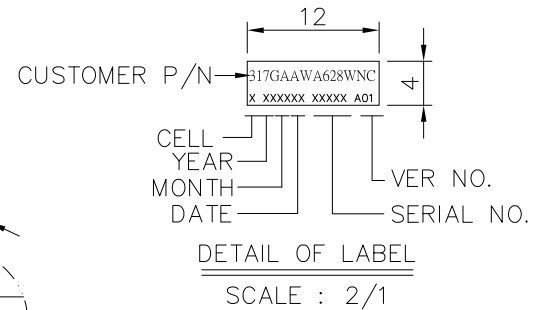 12
CUSTOMER P/N
317GAAWA628WNC
X XXXXXX XXXXX A01
4
CELL
YEAR
MONTH
DATE
VER NO.
SERIAL NO.
DETAIL OF LABEL
SCALE : 2/1